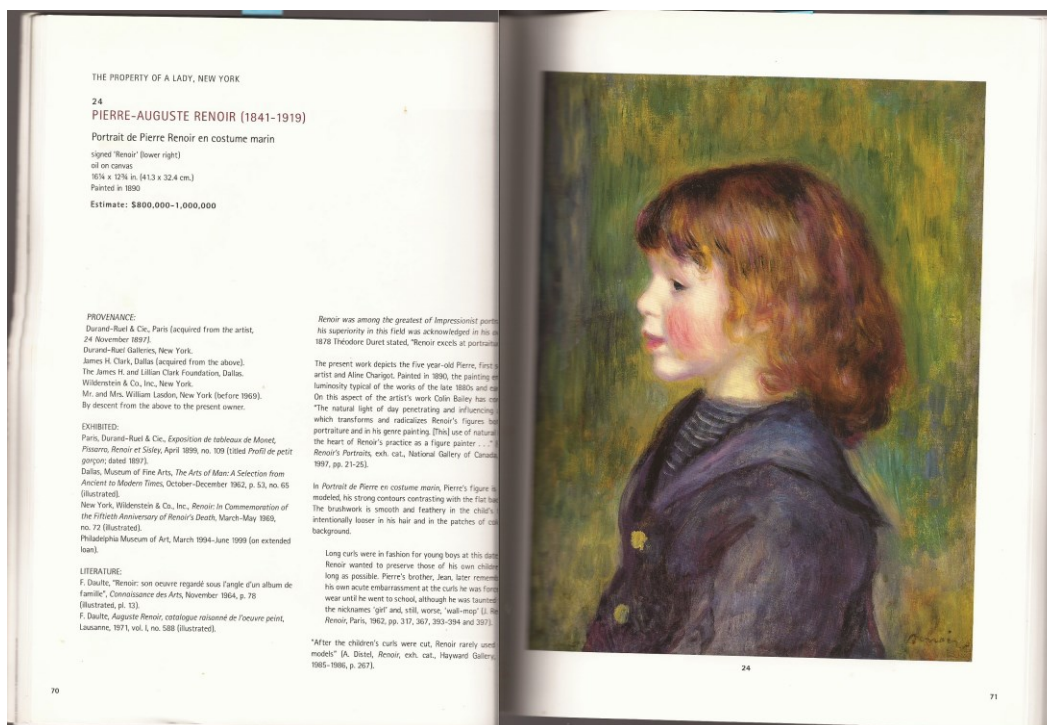 THE PROPERTY OF A LADY, NEW YORK
24
PIERRE-AUGUSTE RENOIR (1841-1919)
Portrait de Pierre Renoir en costume marin
signed 'Renoir' (lower right)
oil on canvas
16¼ x 12¾ in. (41.3 x 32.4 cm.)
Painted in 1890
Estimate: $800,000-1,000,000
PROVENANCE:
Durand-Ruel & Cie., Paris (acquired from the artist,
24 November 1897).
Durand-Ruel Galleries, New York.
James H. Clark, Dallas (acquired from the above).
The James H. and Lillian Clark Foundation, Dallas.
Wildenstein & Co., Inc., New York.
Mr. and Mrs. William Lasdon, New York (before 1969).
By descent from the above to the present owner.
EXHIBITED:
Paris, Durand-Ruel & Cie., Exposition de tableaux de Monet,
Pissarro, Renoir et Sisley, April 1899, no. 109 (titled Profil de petit
garçon; dated 1897).
Dallas, Museum of Fine Arts, The Arts of Man: A Selection from
Ancient to Modern Times, October-December 1962, p. 53, no. 65
(illustrated).
New York, Wildenstein & Co., Inc., Renoir: In Commemoration of
the Fiftieth Anniversary of Renoir's Death, March-May 1969,
no. 72 (illustrated).
Philadelphia Museum of Art, March 1994-June 1999 (on extended
loan).
LITERATURE:
F. Daulte, "Renoir: son oeuvre regardé sous l'angle d'un album de
famille", Connaissance des Arts, November 1964, p. 78
(illustrated, pl. 13).
F. Daulte, Auguste Renoir, catalogue raisonné de l'oeuvre peint,
Lausanne, 1971, vol. I, no. 588 (illustrated).
70
Renoir was among the greatest of Impressionist
his superiority in this field was acknowledged in his
1878 Théodore Duret stated, "Renoir excels at
The present work depicts the five year-old Pierre, first
artist and Aline Charigot. Painted in 1890, the painting
luminosity typical of the works of the late 1880s and
On this aspect of the artist's work Colin Bailey has
"The natural light of day penetrating and influencing
which transforms and radicalizes Renoir's figures
portraiture and in his genre painting. [This] use of natural
the heart of Renoir's practice as a figure painter . . ."
Renoir's Portraits, exh. cat., National Gallery of Canada,
1997, pp. 21-25).
In Portrait de Pierre en costume marin, Pierre's figure is
modeled, his strong contours contrasting with the flat
The brushwork is smooth and feathery in the child's
intentionally looser in his hair and in the patches of
background.
Long curls were in fashion for young boys at this date
Renoir wanted to preserve those of his own
long as possible. Pierre's brother, Jean, later
his own acute embarrassment at the curls he was
wear until he went to school, although he was taunted
the nicknames 'girl' and, still, worse, 'wall-mop' (J.
Renoir, Paris, 1962, pp. 317, 367, 393-394 and 397).
"After the children's curls were cut, Renoir rarely used
models" (A. Distel, Renoir, exh. cat., Hayward Gallery,
1985-1986, p. 267).
Renoir.
24
71